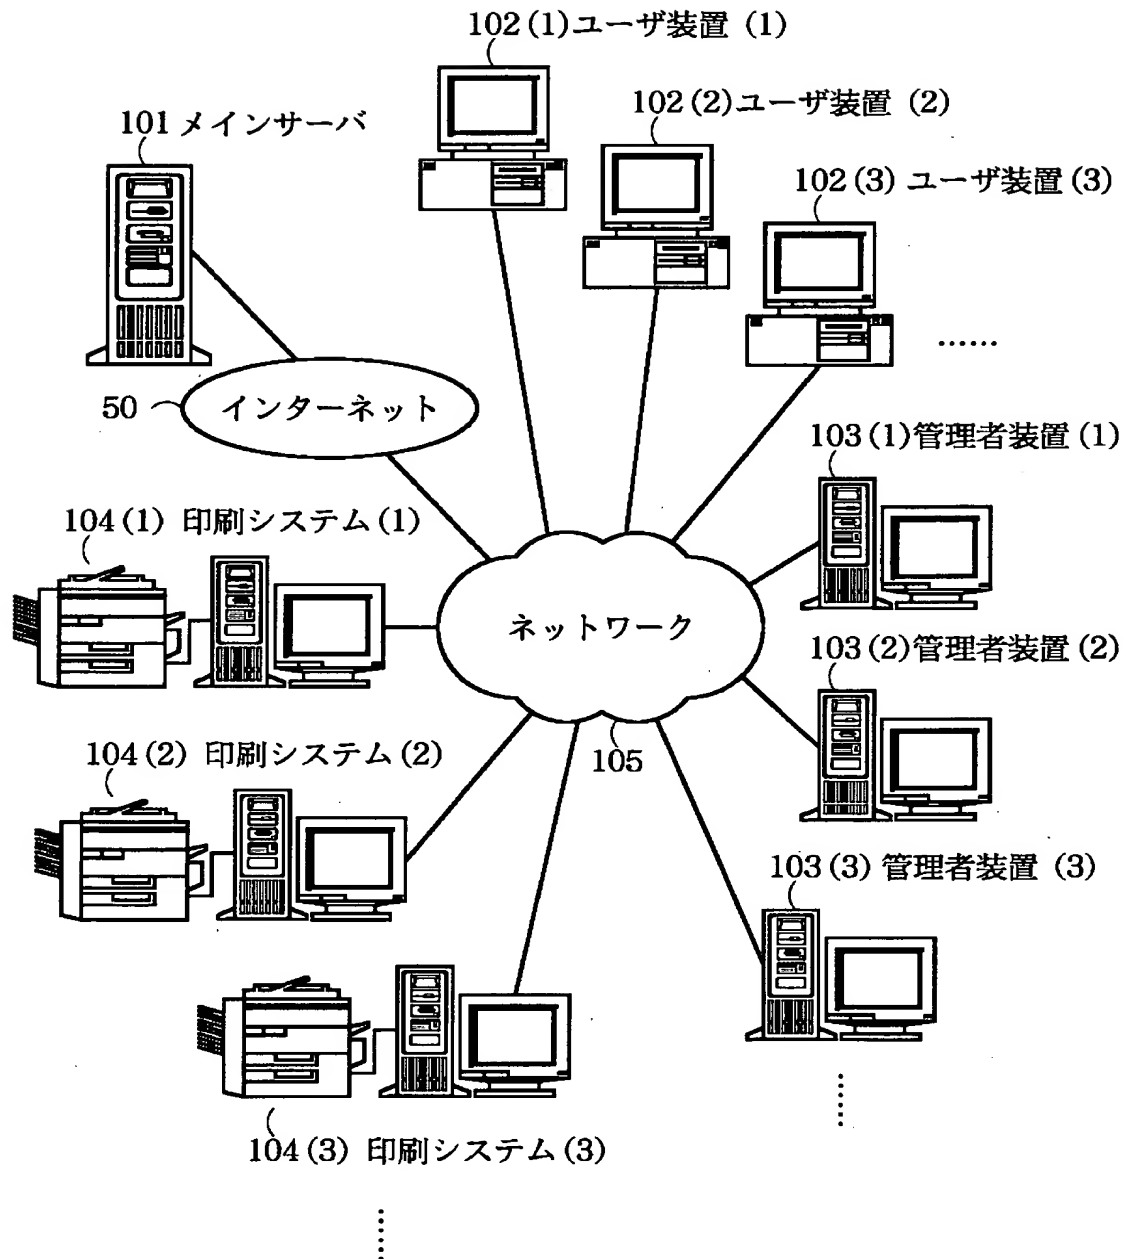 102(1)ユーザ装置 (1)
102(2)ユーザ装置 (2)
101メインサーバ
102(3) ユーザ装置(3)
……
50
インターネット
103(1)管理者装置(1)
104(1) 印刷システム(1)
ネットワーク
103(2)管理者装置(2)
104(2) 印刷システム(2)
105
103(3) 管理者装置 (3)
104(3) 印刷システム(3)